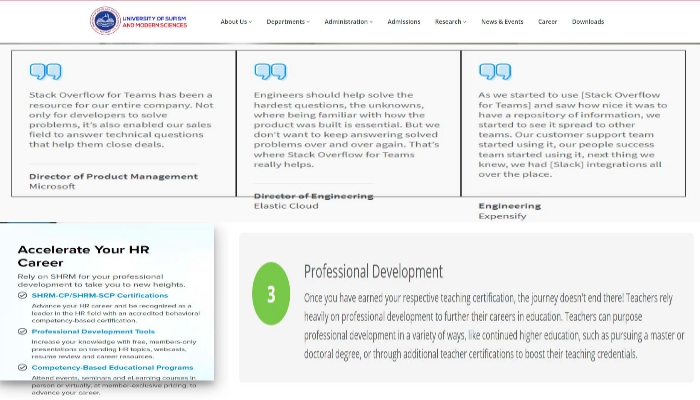 UNIVERSITY OF SUFISM
AND MODERN SCIENCES
About Us Departments Administration Admissions Research News & Events Career Downloads
Stack Overflow for Teams has been a
resource for our entire company. Not
only for developers to solve
problems, it's also enabled our sales
field to answer technical questions
that help them close deals.
Director of Product Management
Microsoft
Engineers should help solve the
hardest questions, the unknowns,
where being familiar with how the
product was built is essential. But we
don't want to keep answering solved
problems over and over again. That's
where Stack Overflow for Teams
really helps.
Director of Engineering
Elastic Cloud
As we started to use [Stack Overflow
for Teams] and saw how nice it was to
have a repository of information, we
started to see it spread to other
teams. Our customer support team
started using it, our people success
team started using it, next thing we
knew, we had [Slack] integrations all
over the place.
Engineering
Expensify
Accelerate Your HR
Career
Rely on SHRM for your professional
development to take you to new heights.
SHRM-CP/SHRM-SCP Certifications
Advance your HR career and be recognized as a
leader in the HR field with an accredited behavioral
competency-based certification.
Professional Development Tools
Increase your knowledge with free, members-only
presentations on trending HR topics, webcasts,
resume review and career resources.
Competency-Based Educational Programs
Attend events, seminars and eLearning courses in
person or virtually, at member-exclusive pricing, to
advance your career.
3
Professional Development
Once you have earned your respective teaching certification, the journey doesn't end there! Teachers rely
heavily on professional development to further their careers in education. Teachers can purpose
professional development in a variety of ways, like continued higher education, such as pursuing a master or
doctoral degree, or through additional teacher certifications to boost their teaching credentials.